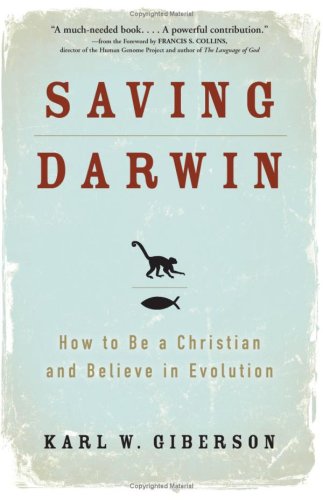 "A much-needed book. . . . A powerful contribution."
—from the Foreword by FRANCIS S. COLLINS,
director of the Human Genome Project and author of The Language of God
SAVING
DARWIN
How to Be a Christian
and Believe in Evolution
KARL W. GIBERSON